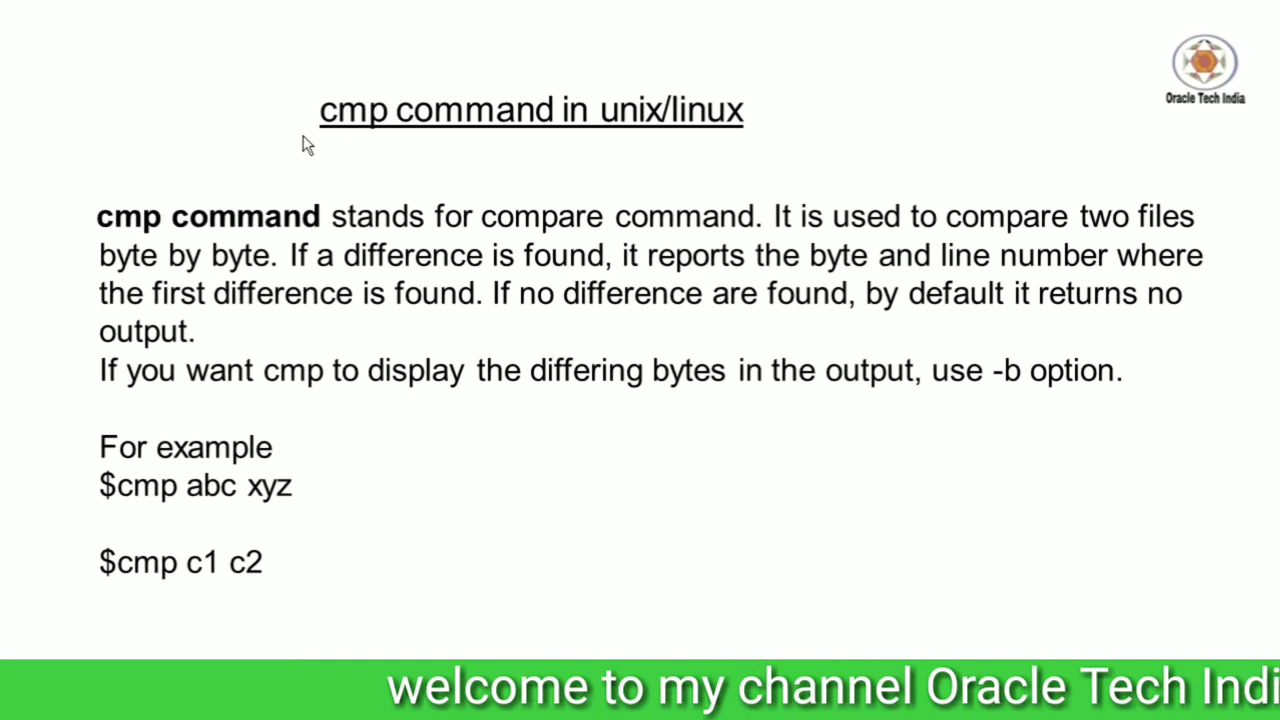 Oracle Tech India
cmp command in unix/linux
cmp command stands for compare command. It is used to compare two files
byte by byte. If a difference is found, it reports the byte and line number where
the first difference is found. If no difference are found, by default it returns no
output.
If you want cmp to display the differing bytes in the output, use -b option.
For example
$cmp abc xyz
$cmp c1 c2
welcome to my channel Oracle Tech Indi